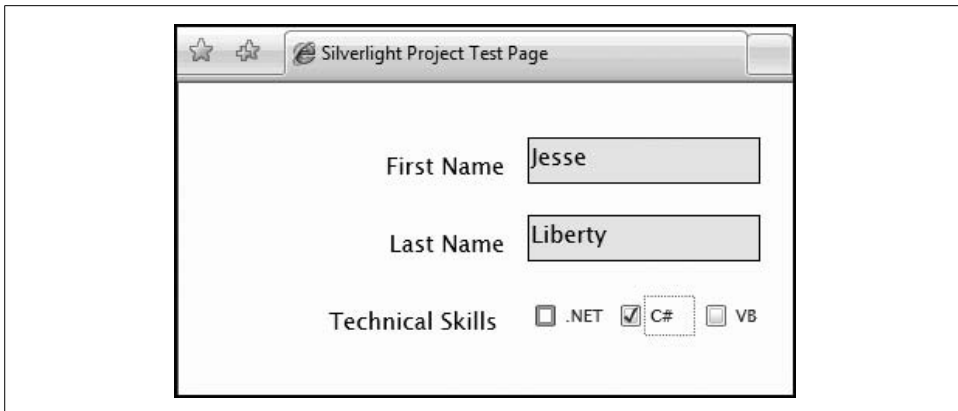 Silverlight Project Test Page
First Name Jesse
Last Name Liberty
Technical Skills .NET C# VB